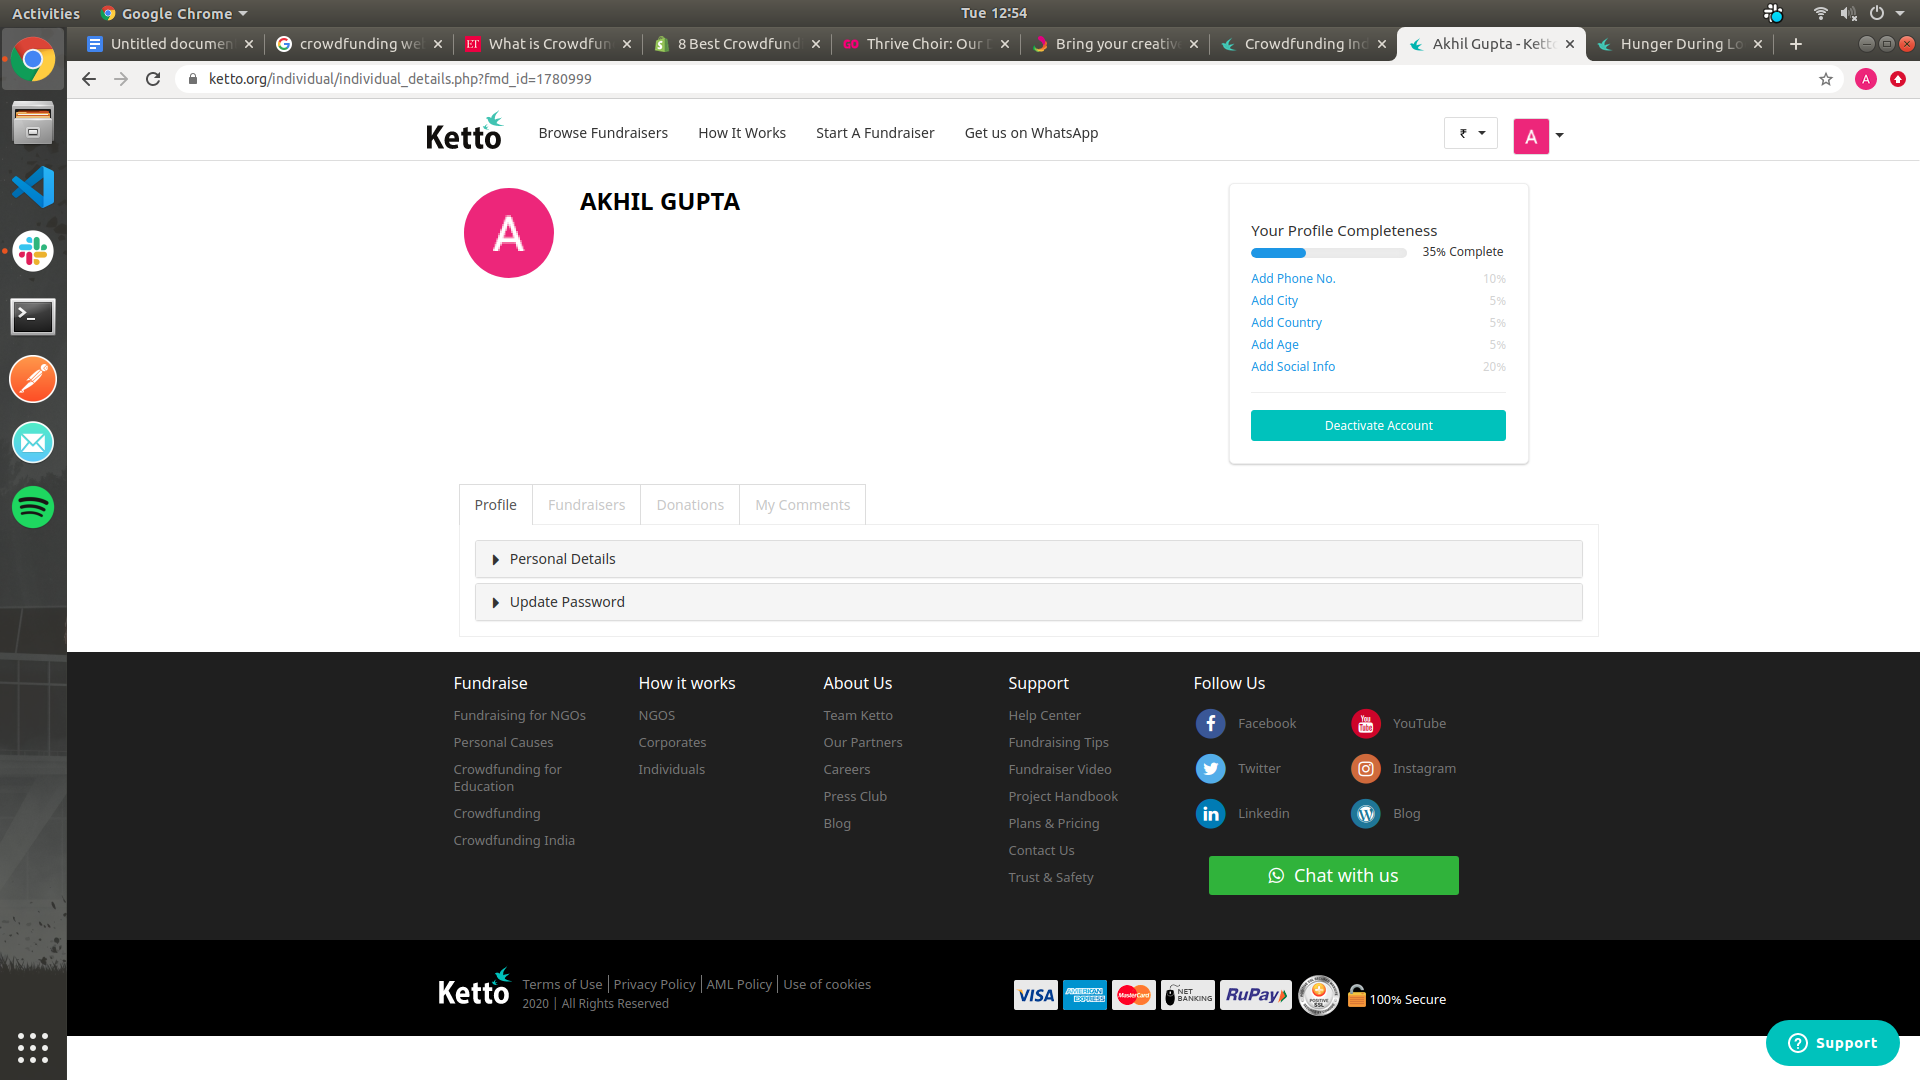 Activities
Google Chrome
Tue 12:54
Untitled documen
crowdfunding we
What is Crowdfun
8 Best Crowdfund
GD
Thrive Choir: Our
Bring your creativ
Crowdfunding Ind
Akhil Gupta - Kett
Hunger During Lo
ketto.org/individual/individual_details.php?fmd_id=1780999
A
Ketto
Browse Fundraisers
How It Works
Start A Fundraiser
Get us on WhatsApp
₹
A
A
AKHIL GUPTA
Your Profile Completeness
35% Complete
Add Phone No. 10%
Add City 5%
Add Country 5%
Add Age 5%
Add Social Info 20%
Deactivate Account
Profile
Fundraisers
Donations
My Comments
Personal Details
Update Password
Fundraise
Fundraising for NGOs
Personal Causes
Crowdfunding for
Education
Crowdfunding
Crowdfunding India
How it works
NGOS
Corporates
Individuals
About Us
Team Ketto
Our Partners
Careers
Press Club
Blog
Support
Help Center
Fundraising Tips
Fundraiser Video
Project Handbook
Plans & Pricing
Contact Us
Trust & Safety
Follow Us
Facebook
YouTube
Twitter
Instagram
Linkedin
Blog
Chat with us
Ketto
Terms of Use | Privacy Policy | AML Policy | Use of cookies
2020 | All Rights Reserved
VISA
AMERICAN EXPRESS
MasterCard
NET BANKING
RuPay
POSITIVE SSL
100% Secure
Support